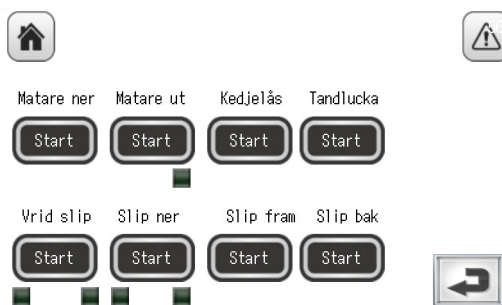 Matare ner Matare ut Kedjelås Tandlucka
Start Start Start Start
Vrid slip Slip ner Slip fram Slip bak
Start Start Start Start